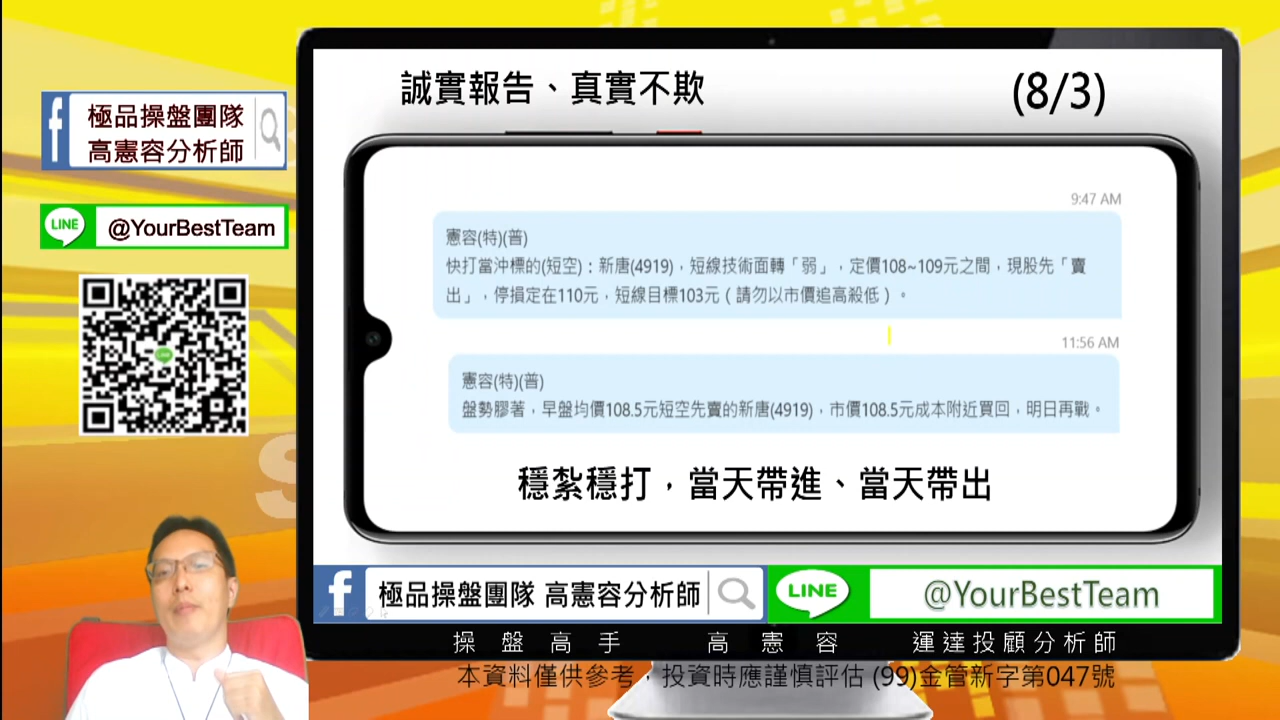 誠實報告、真實不欺
(8/3)
極品操盤團隊
高憲容分析師
LINE
@YourBestTeam
9:47 AM
憲容(特)(普)
快打當沖標的(短空)：新唐(4919)，短線技術面轉「弱」，定價108~109元之間，現股先「賣
出」，停損定在110元，短線目標103元（請勿以市價追高殺低）。
11:56 AM
憲容(特)(普)
盤勢膠著，早盤均價108.5元短空先賣的新唐(4919)，市價108.5元成本附近買回，明日再戰。
穩紮穩打，當天帶進、當天帶出
f 極品操盤團隊 高憲容分析師
LINE
@YourBestTeam
操盤高手 高憲容 運達投顧分析師
本資料僅供參考，投資時應謹慎評估 (99)金管新字第047號